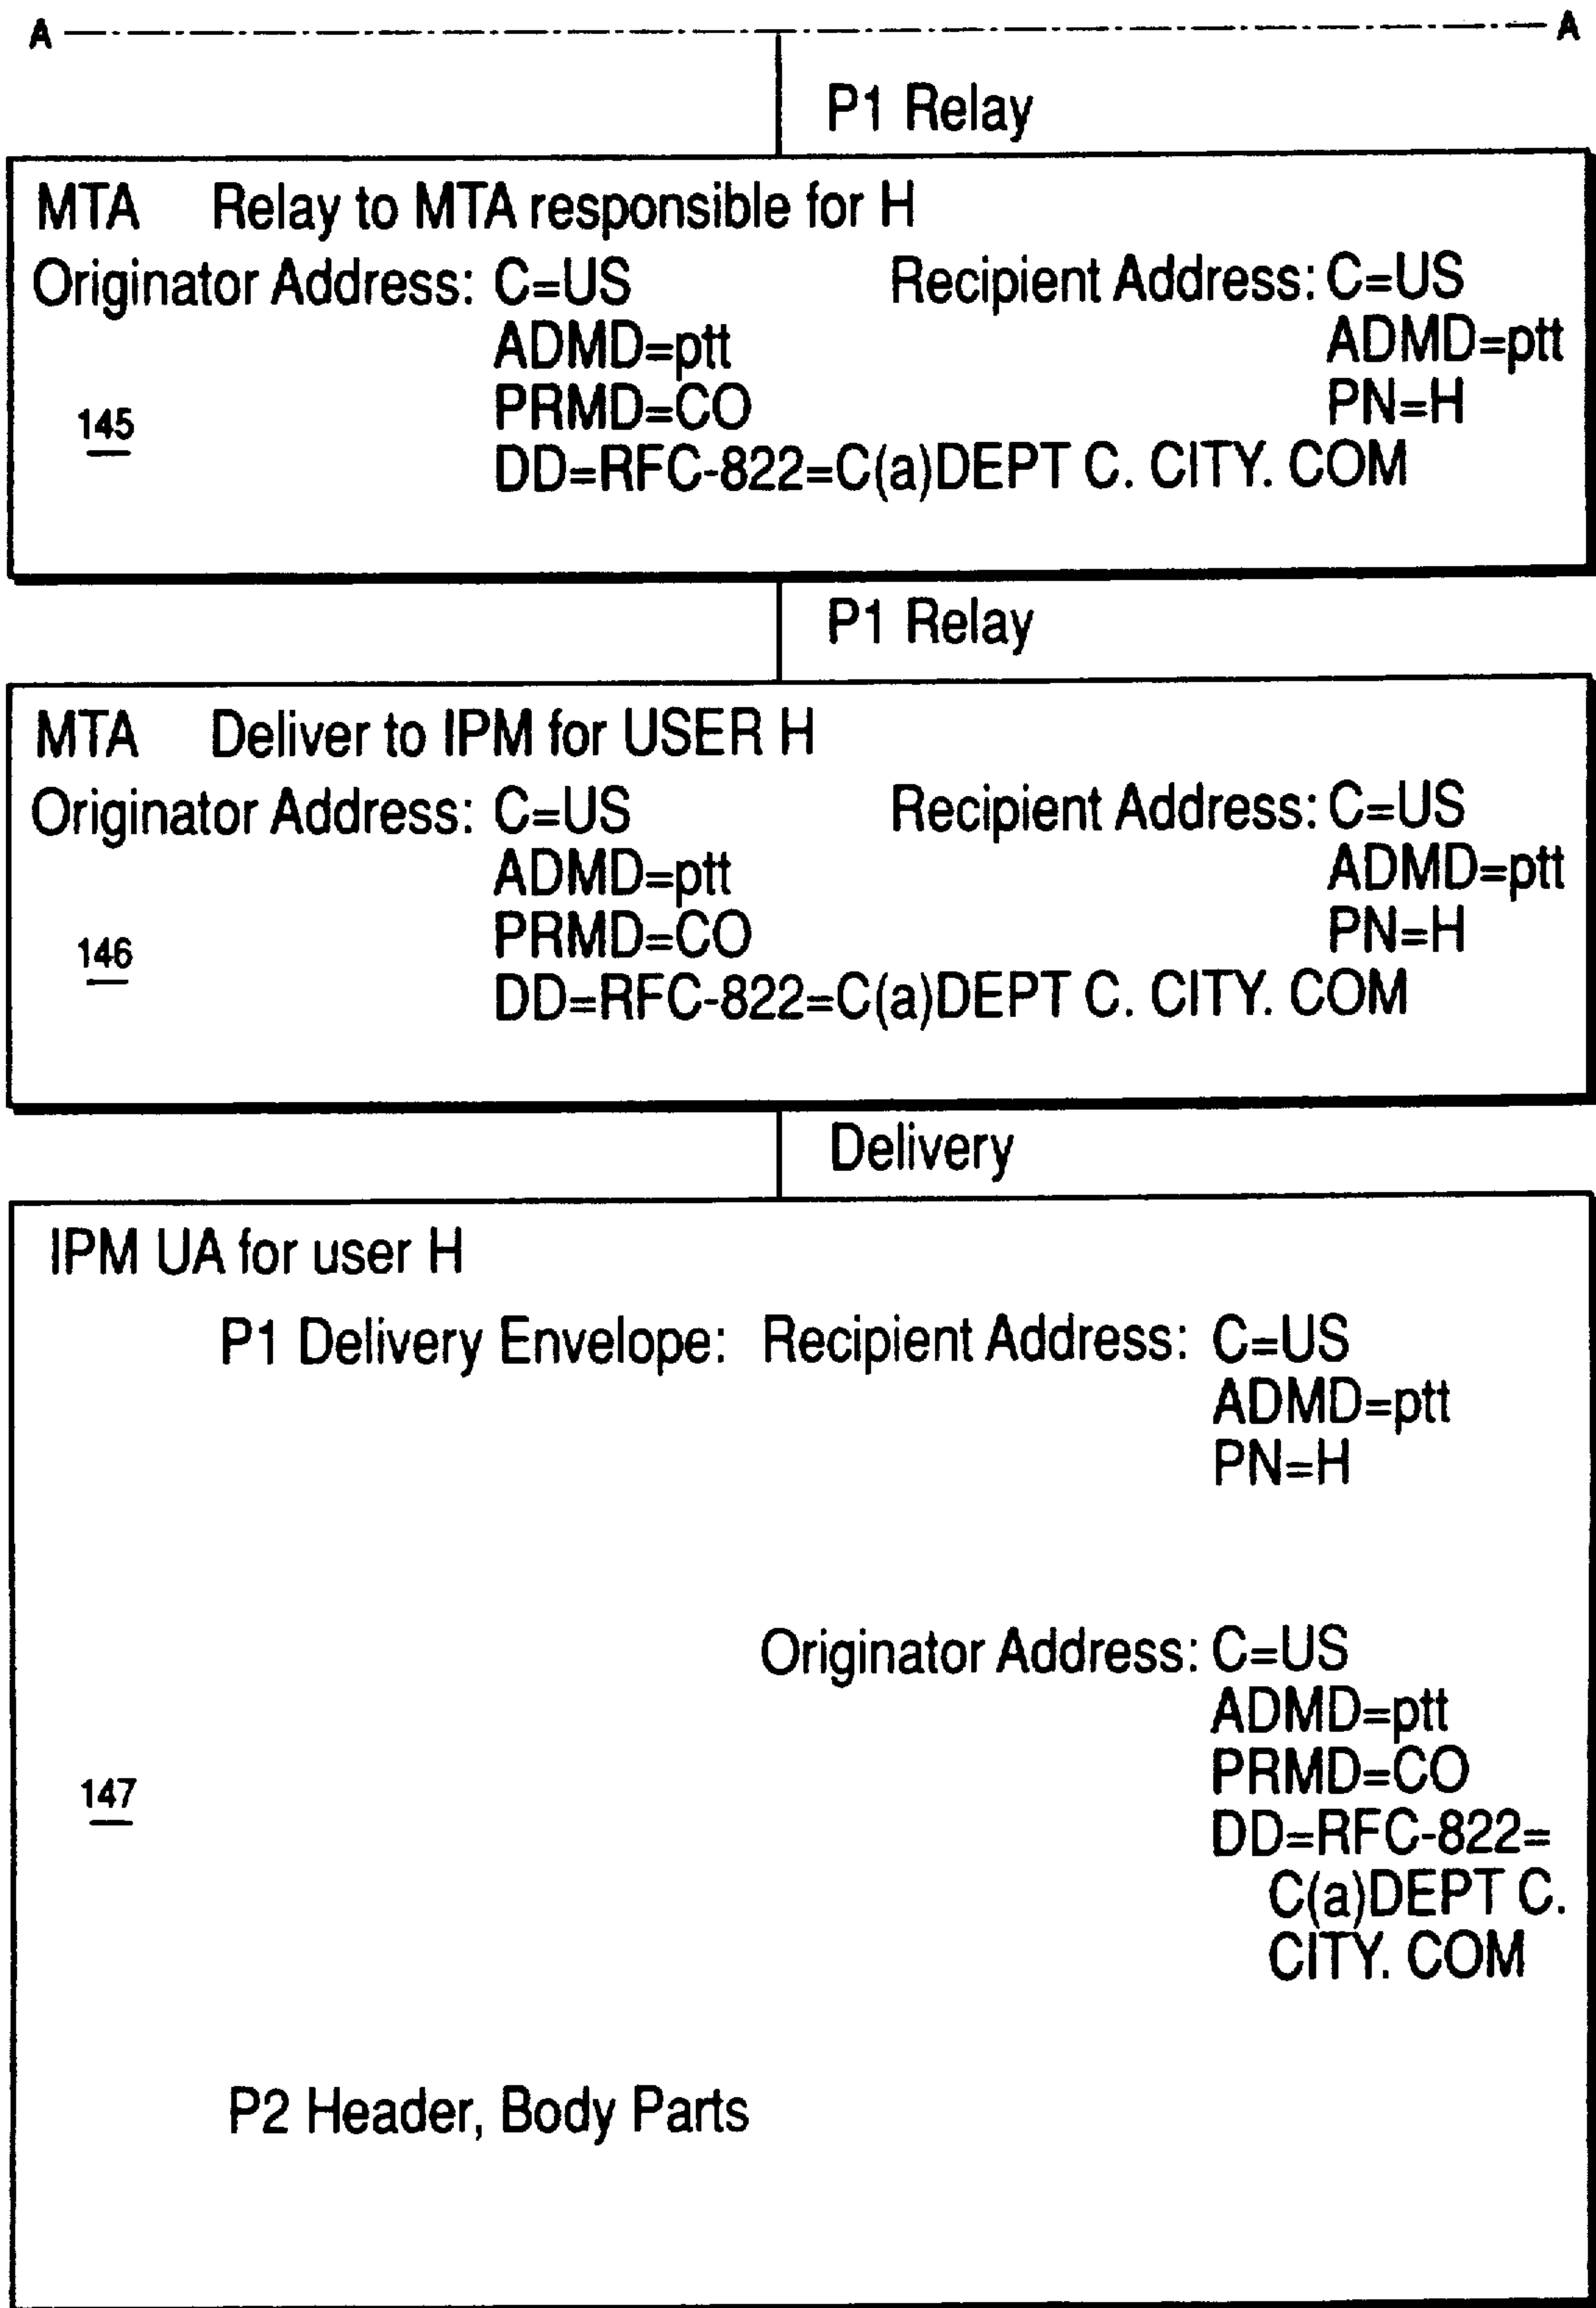 A A
P1 Relay
MTA Relay to MTA responsible for H
Originator Address: C=US Recipient Address: C=US
ADMD=ptt ADMD=ptt
PRMD=CO PN=H
145
DD=RFC-822=C(a)DEPT C. CITY. COM
P1 Relay
MTA Deliver to IPM for USER H
Originator Address: C=US Recipient Address: C=US
ADMD=ptt ADMD=ptt
PRMD=CO PN=H
146
DD=RFC-822=C(a)DEPT C. CITY. COM
Delivery
IPM UA for user H
P1 Delivery Envelope: Recipient Address: C=US
ADMD=ptt
PN=H
Originator Address: C=US
ADMD=ptt
PRMD=CO
147
DD=RFC-822=
C(a)DEPT C.
CITY. COM
P2 Header, Body Parts